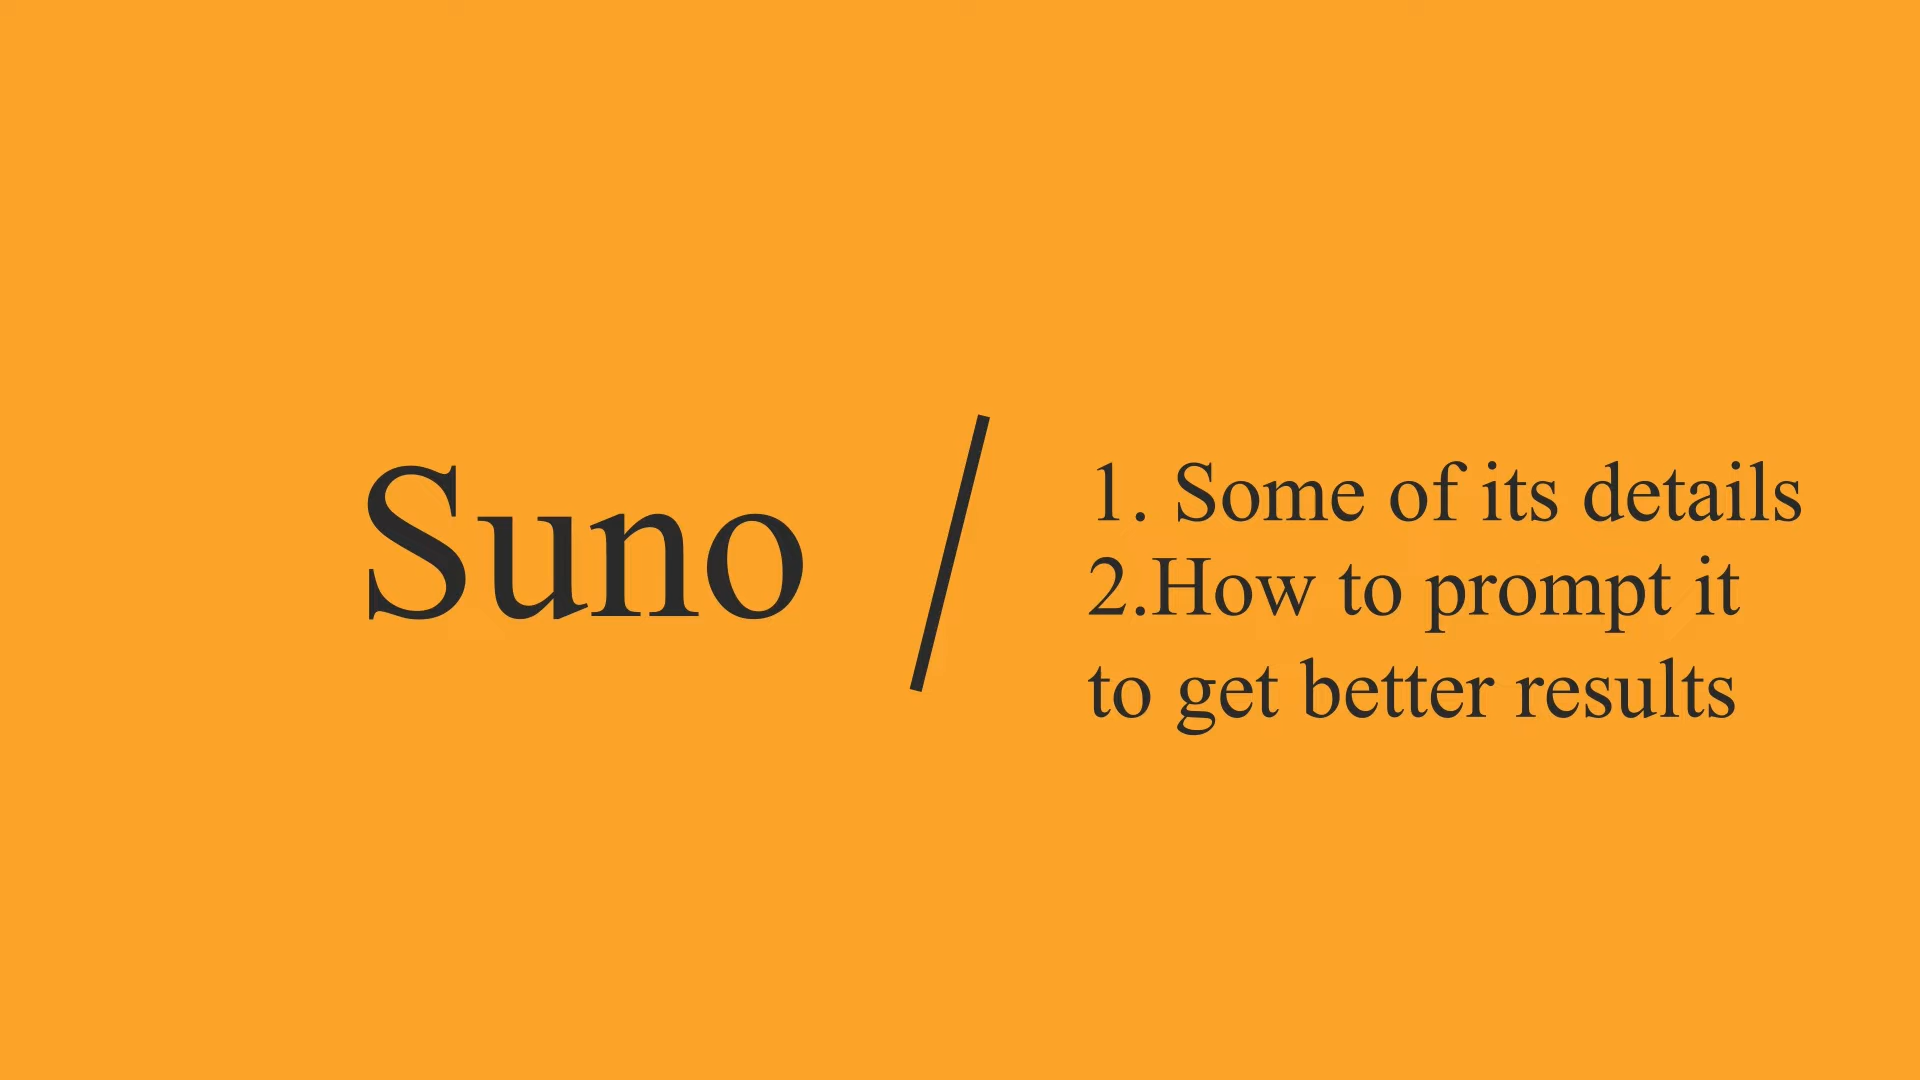 Suno /
1. Some of its details
2.How to prompt it
to get better results